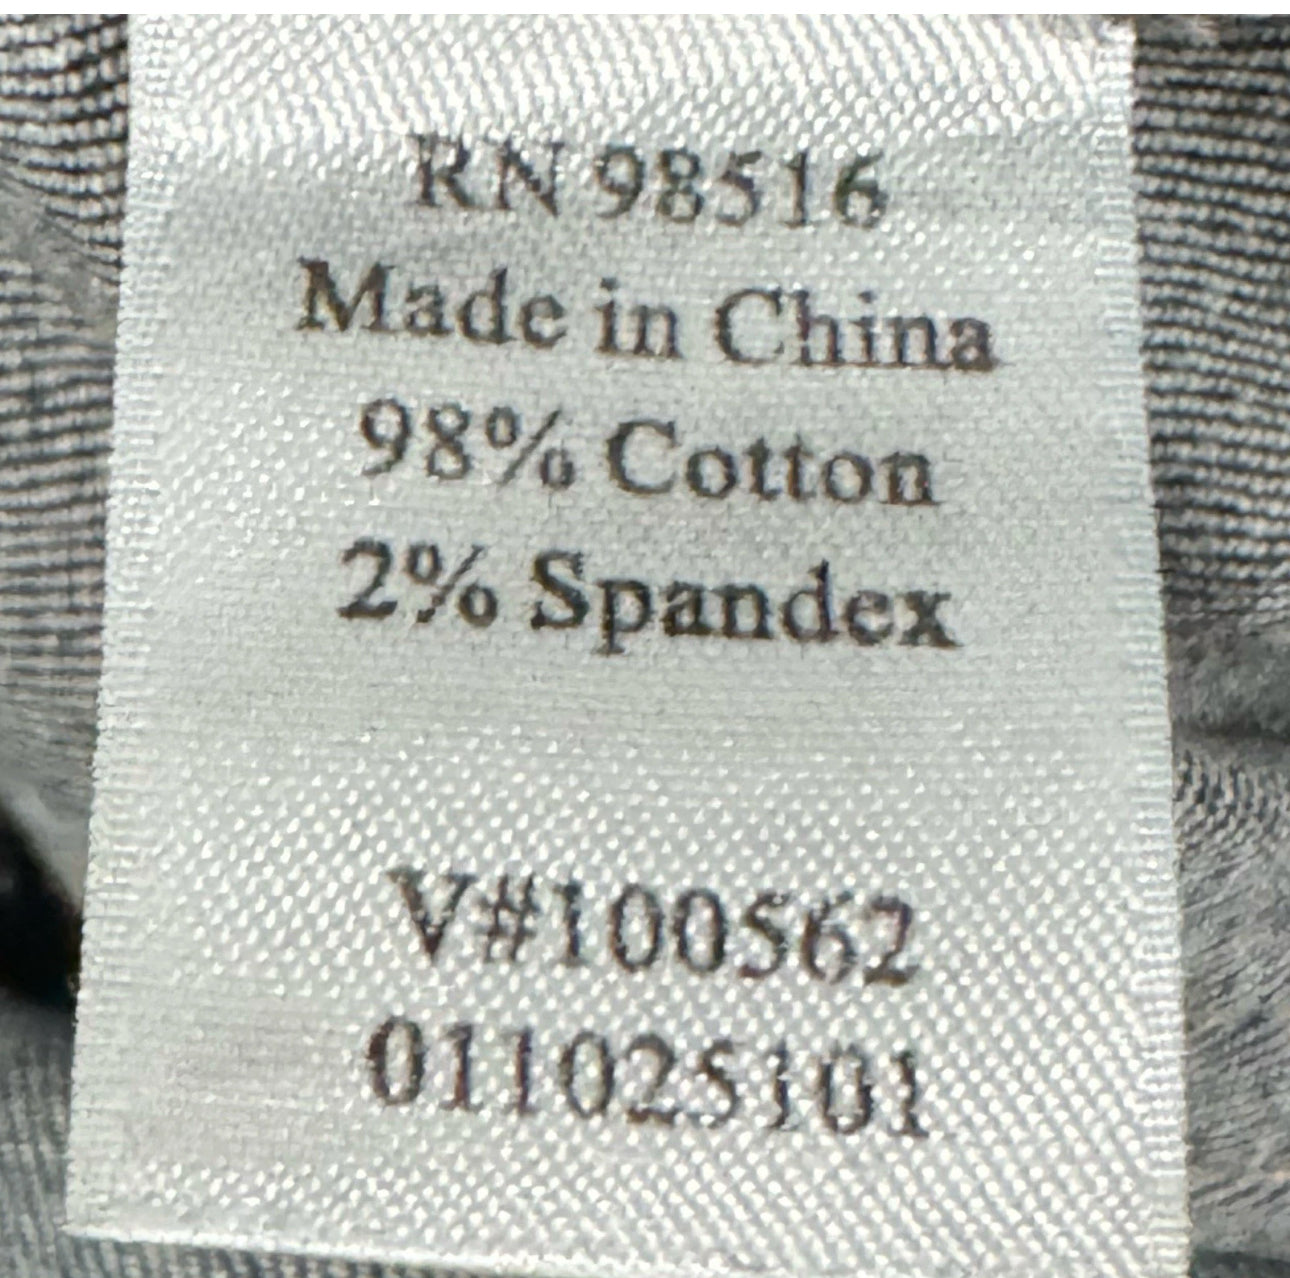 RN 98516
Made in China
98% Cotton
2% Spandex
V#100562
011025101